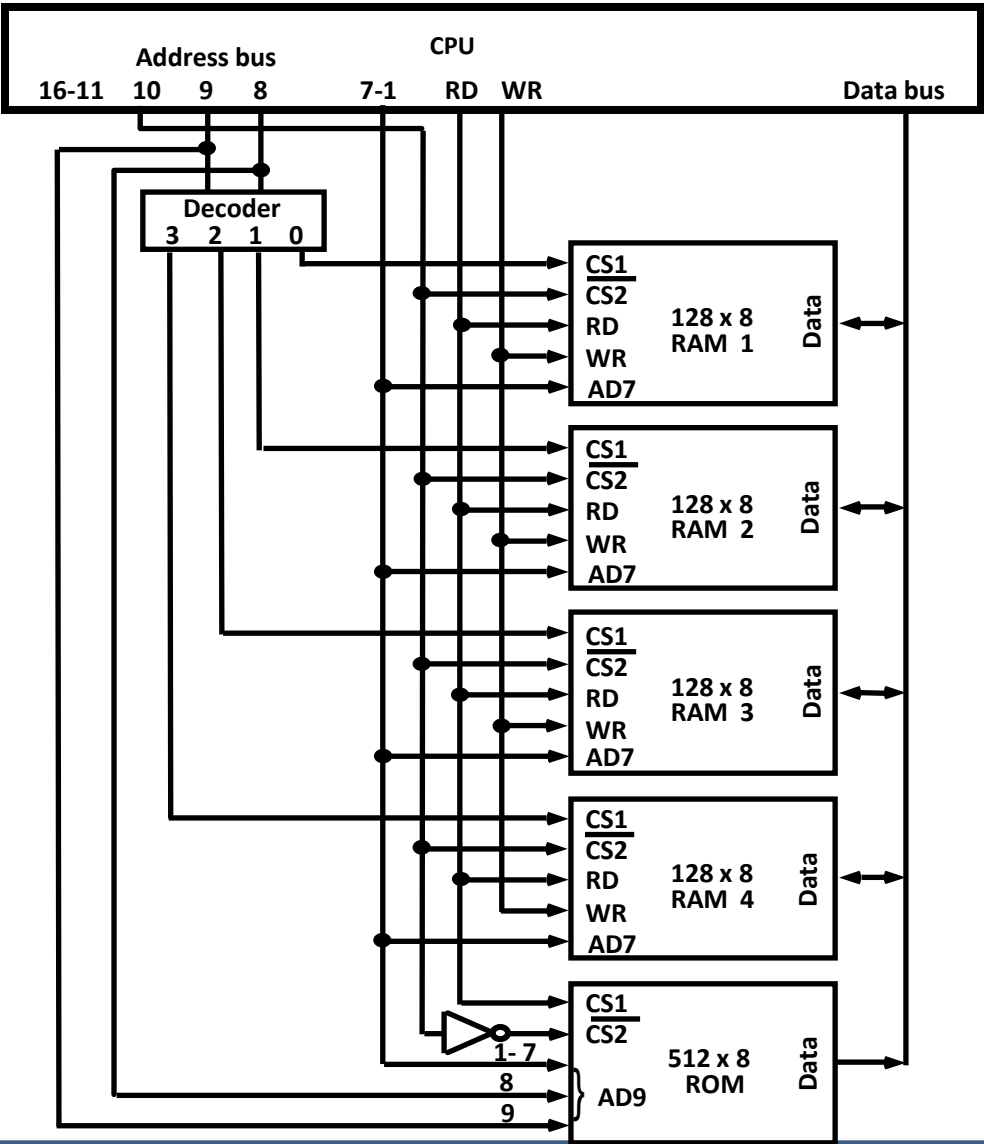 CPU
Address bus
16-11 10 9 8 7-1 RD WR Data bus
Decoder
3 2 1 0
CS1
CS2
RD
WR
AD7
128 x 8
RAM 1
Data
CS1
CS2
RD
WR
AD7
128 x 8
RAM 2
Data
CS1
CS2
RD
WR
AD7
128 x 8
RAM 3
Data
CS1
CS2
RD
WR
AD7
128 x 8
RAM 4
Data
CS1
CS2
1- 7
8
9
} AD9
512 x 8
ROM
Data